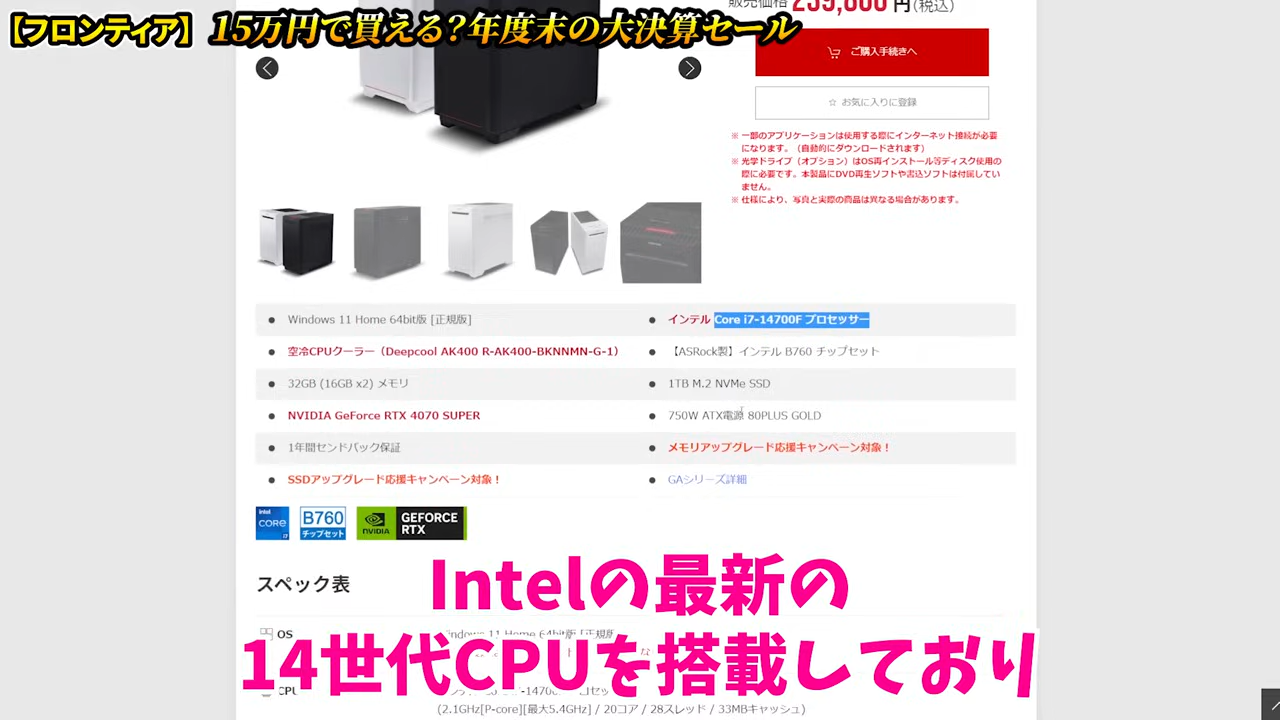 【フロンティア】15万円で買える?年度末の大決算セール
販売価格 239,800 円(税込)
ご購入手続きへ
☆ お気に入りに登録
※ 一部のアプリケーションは使用する際にインターネット接続が必要
になります。(自動的にダウンロードされます)
※ 光学ドライブ(オプション)はOS再インストール等ディスク使用の
際に必要です。本製品にDVD再生ソフトや書込ソフトは付属してい
ません。
※ 仕様により、写真と実際の商品は異なる場合があります。
Windows 11 Home 64bit版 [正規版]
インテル Core i7-14700F プロセッサー
空冷CPUクーラー(Deepcool AK400 R-AK400-BKNNMN-G-1)
【ASRock製】インテル B760 チップセット
32GB (16GB x2) メモリ
1TB M.2 NVMe SSD
NVIDIA GeForce RTX 4070 SUPER
750W ATX電源 80PLUS GOLD
1年間センドバック保証
メモリアップグレード応援キャンペーン対象!
SSDアップグレード応援キャンペーン対象!
GAシリーズ詳細
intel CORE i7
B760 チップセット
NVIDIA GEFORCE RTX
スペック表
Intelの最新の
OS
14世代CPUを搭載しており
CPU
(2.1GHz[P-core][最大5.4GHz] / 20コア / 28スレッド / 33MBキャッシュ)